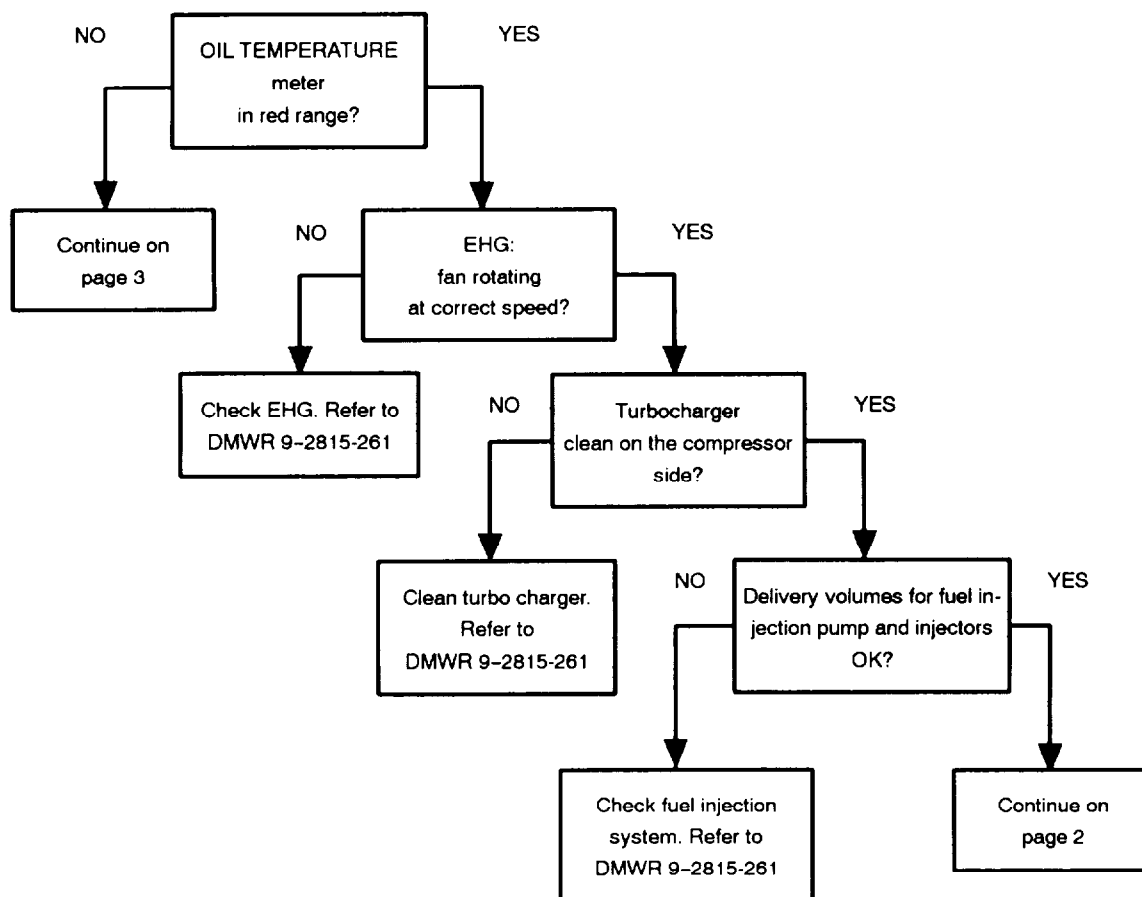 NO
YES
OIL TEMPERATURE
meter
in red range?
Continue on
page 3
NO
YES
EHG:
fan rotating
at correct speed?
Check EHG. Refer to
DMWR 9–2815-261
NO
YES
Turbocharger
clean on the compressor
side?
Clean turbo charger.
Refer to
DMWR 9–2815-261
NO
YES
Delivery volumes for fuel in-
jection pump and injectors
OK?
Check fuel injection
system. Refer to
DMWR 9–2815-261
Continue on
page 2